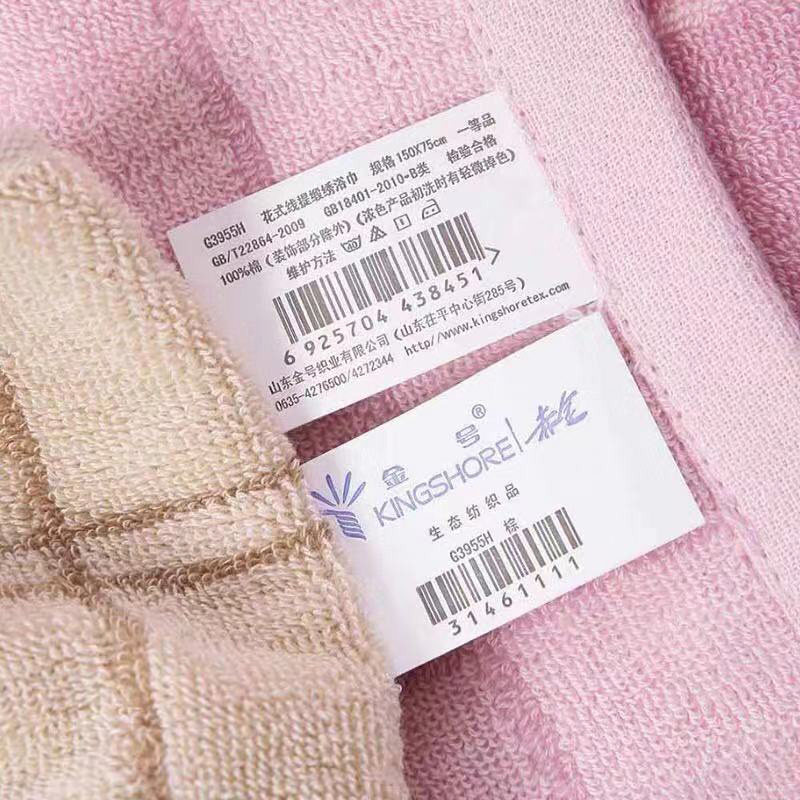 G3955H 花式线提缎绣浴巾 规格150X75cm 一等品
GB/T22864-2009 GB18401-2010·B类 检验合格
100%棉（装饰部分除外）（浓色产品初洗时有轻微掉色）
维护方法
6 925704 438451 >
山东金号织业有限公司（山东茌平中心街285号）
0635-4276500/4272344 http//www.kingshoretex.com
金号®
KINGSHORE
生态纺织品
G3955H 棕
31461111